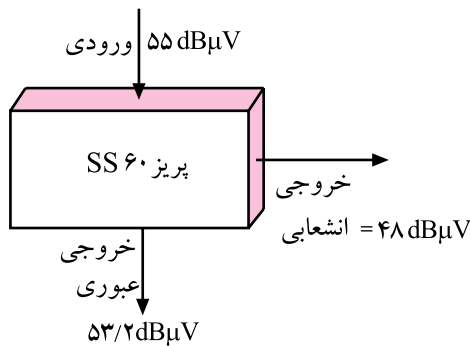 ورودی ۵۵ dBµV
پریز SS ۶۰
خروجی
انشعابی = ۴۸ dBµV
خروجی
عبوری
۵۳/۲ dBµV